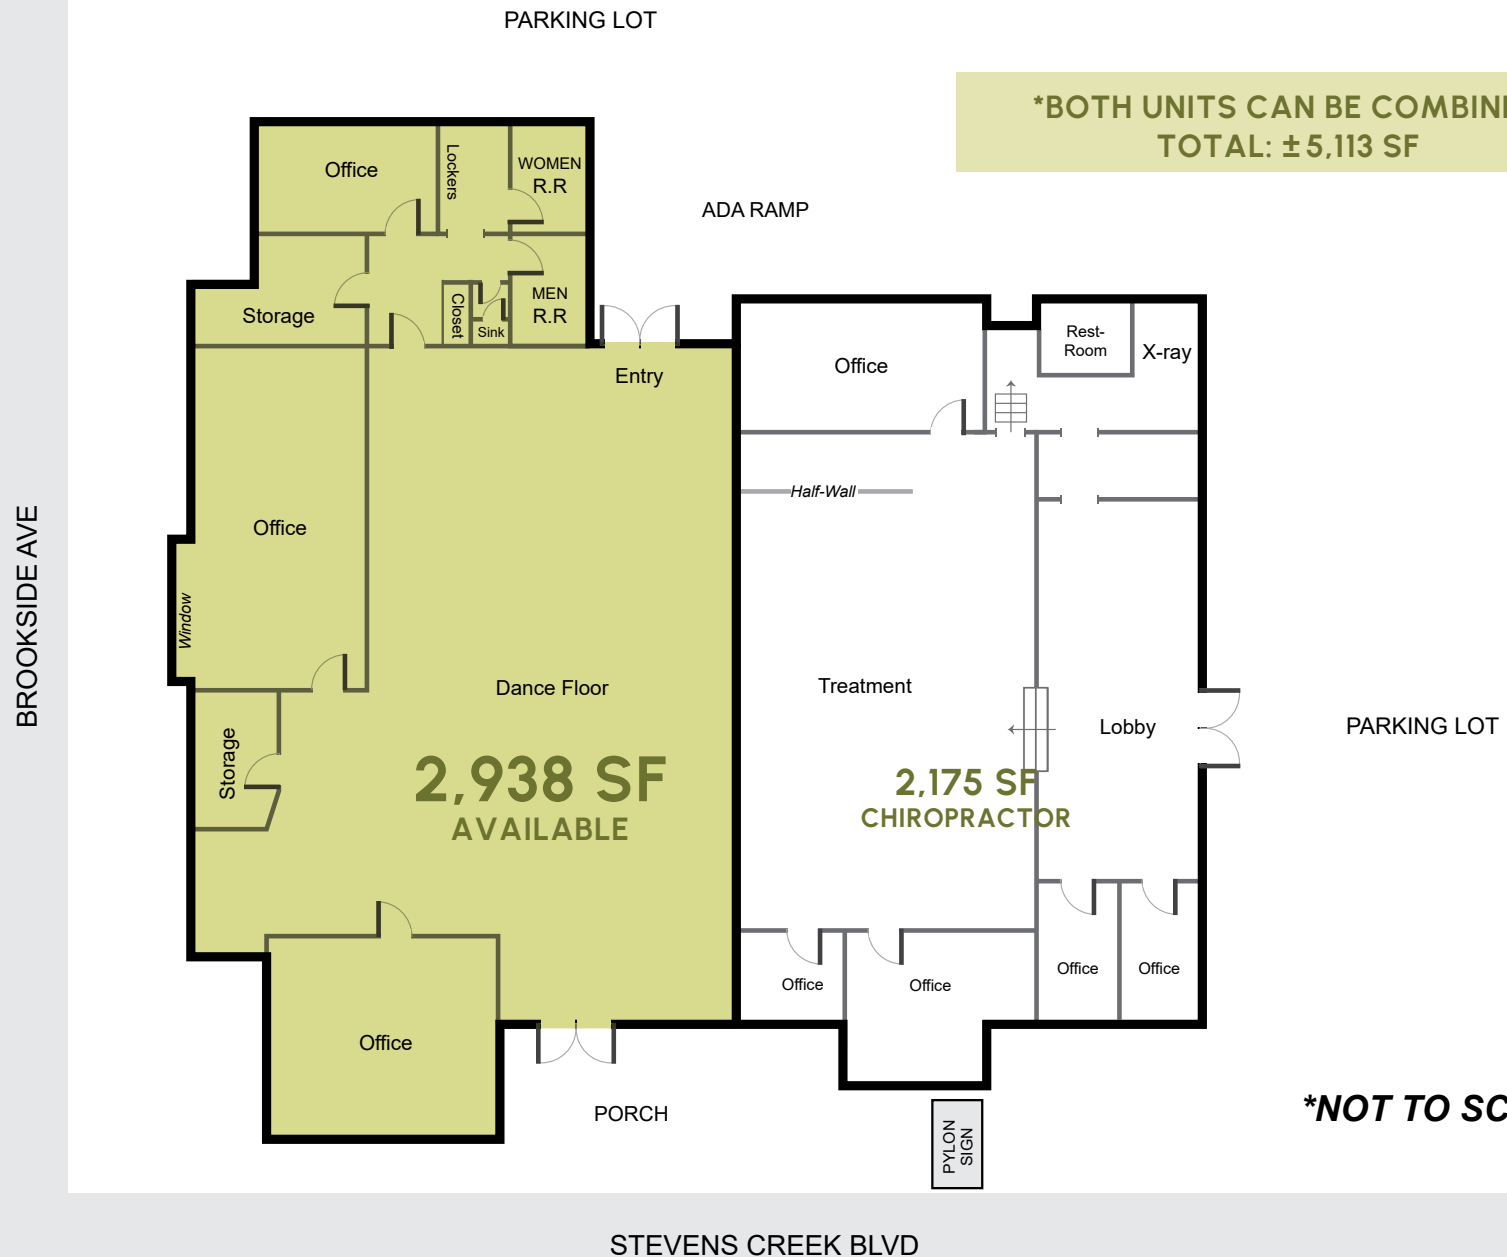 PARKING LOT
*BOTH UNITS CAN BE COMBIN
TOTAL: ±5,113 SF
ADA RAMP
Office
Lockers
WOMEN
R.R
Storage
Closet
Sink
MEN
R.R
Entry
Office
Rest-
Room
X-ray
Half-Wall
Office
Window
BROOKSIDE AVE
Dance Floor
Treatment
Lobby
PARKING LOT
Storage
2,938 SF
AVAILABLE
2,175 SF
CHIROPRACTOR
Office
Office
Office
Office
Office
PORCH
PYLON
SIGN
*NOT TO SC
STEVENS CREEK BLVD